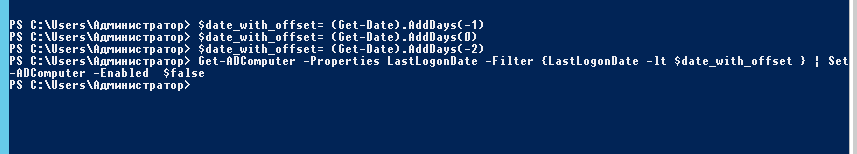 PS C:\Users\Администратор> $date_with_offset= (Get-Date).AddDays(-1)
PS C:\Users\Администратор> $date_with_offset= (Get-Date).AddDays(0)
PS C:\Users\Администратор> $date_with_offset= (Get-Date).AddDays(-2)
PS C:\Users\Администратор> Get-ADComputer -Properties LastLogonDate -Filter {LastLogonDate -lt $date_with_offset } | Set
-ADComputer -Enabled  $false
PS C:\Users\Администратор>